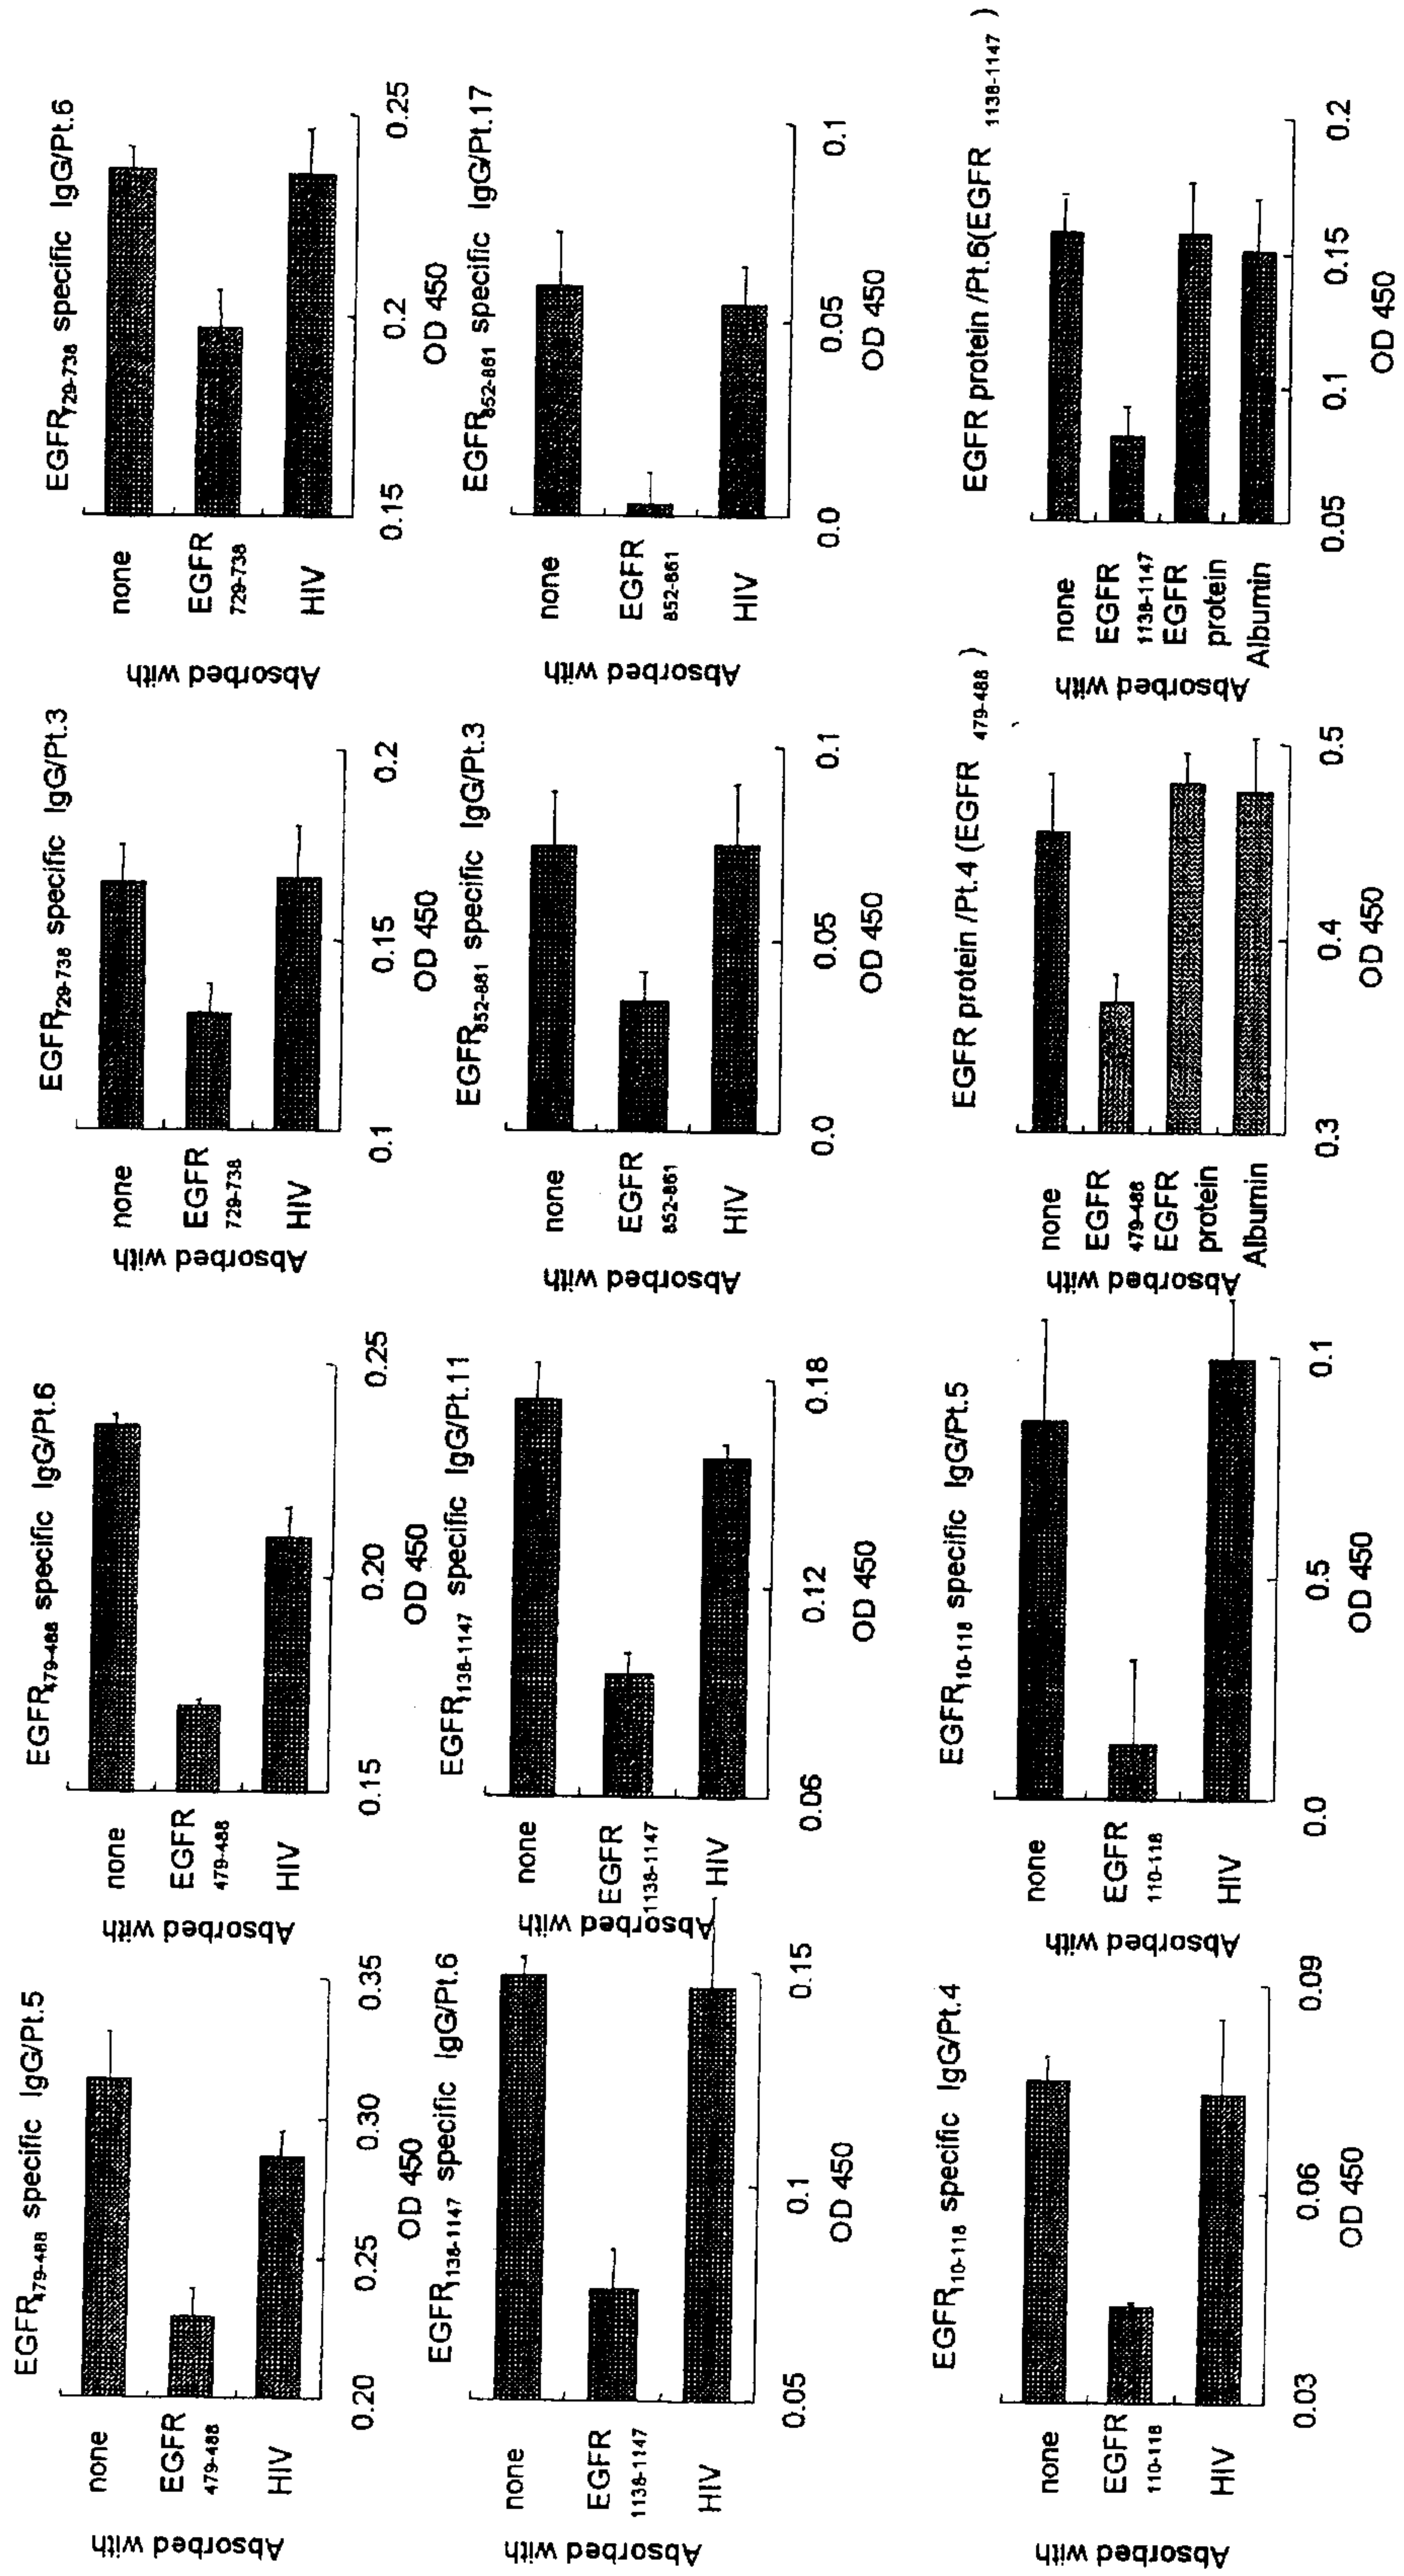 EGFR479-488 specific IgG/Pt.5
Absorbed with
none
EGFR
479-488
HIV
0.20 0.25 0.30 0.35
OD 450
EGFR479-488 specific IgG/Pt.6
Absorbed with
none
EGFR
479-488
HIV
0.15 0.20 0.25
OD 450
EGFR729-738 specific IgG/Pt.3
Absorbed with
none
EGFR
729-738
HIV
0.1 0.15 0.2
OD 450
EGFR729-738 specific IgG/Pt.6
Absorbed with
none
EGFR
729-738
HIV
0.15 0.2 0.25
OD 450
EGFR1138-1147 specific IgG/Pt.6
Absorbed with
none
EGFR
1138-1147
HIV
0.05 0.1 0.15
OD 450
EGFR1138-1147 specific IgG/Pt.11
Absorbed with
none
EGFR
1138-1147
HIV
0.06 0.12 0.18
OD 450
EGFR852-861 specific IgG/Pt.3
Absorbed with
none
EGFR
852-861
HIV
0.0 0.05 0.1
OD 450
EGFR852-861 specific IgG/Pt.17
Absorbed with
none
EGFR
852-861
HIV
0.0 0.05 0.1
OD 450
EGFR110-118 specific IgG/Pt.4
Absorbed with
none
EGFR
110-118
HIV
0.03 0.06 0.09
OD 450
EGFR110-118 specific IgG/Pt.5
Absorbed with
none
EGFR
110-118
HIV
0.0 0.5 0.1
OD 450
EGFR protein /Pt.4 (EGFR 479-488 )
Absorbed with
none
EGFR
479-488
EGFR
protein
Albumin
0.3 0.4 0.5
OD 450
EGFR protein /Pt.6(EGFR 1138-1147 )
Absorbed with
none
EGFR
1138-1147
EGFR
protein
Albumin
0.05 0.1 0.15 0.2
OD 450